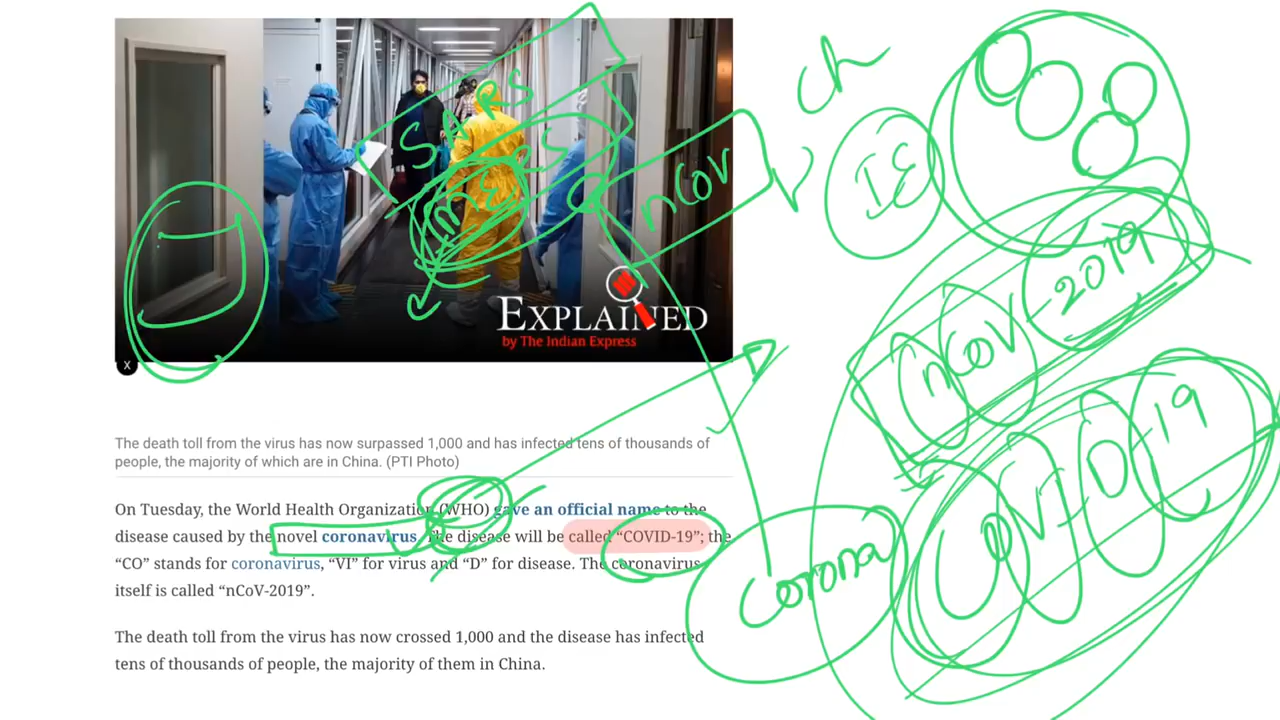 ch
SARS
MERS
nCOV
IE
2019
nCOV-
EXPLAINED
by The Indian Express
X
COVID-19
The death toll from the virus has now surpassed 1,000 and has infected tens of thousands of
people, the majority of which are in China. (PTI Photo)
On Tuesday, the World Health Organization (WHO) gave an official name to the
disease caused by the novel coronavirus. The disease will be called “COVID-19”; the
“CO” stands for coronavirus, “VI” for virus and “D” for disease. The coronavirus
itself is called “nCoV-2019”.
corona
The death toll from the virus has now crossed 1,000 and the disease has infected
tens of thousands of people, the majority of them in China.